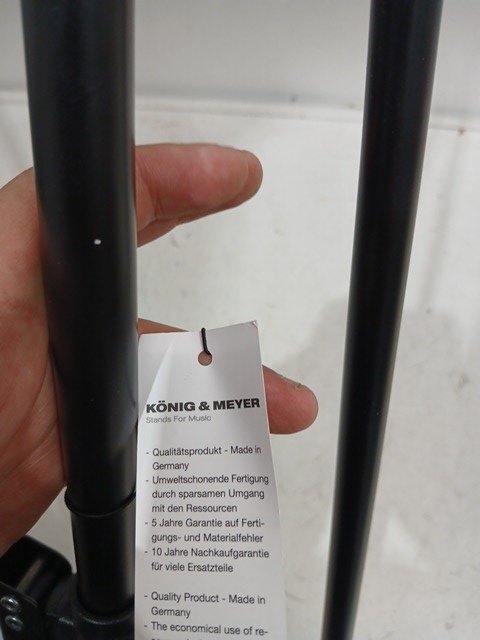 KÖNIG & MEYER
Stands For Music
- Qualitätsprodukt - Made in
Germany
- Umweltschonende Fertigung
durch sparsamen Umgang
mit den Ressourcen
- 5 Jahre Garantie auf Ferti-
gungs- und Materialfehler
- 10 Jahre Nachkaufgarantie
für viele Ersatzteile
- Quality Product - Made in
Germany
- The economical use of re-